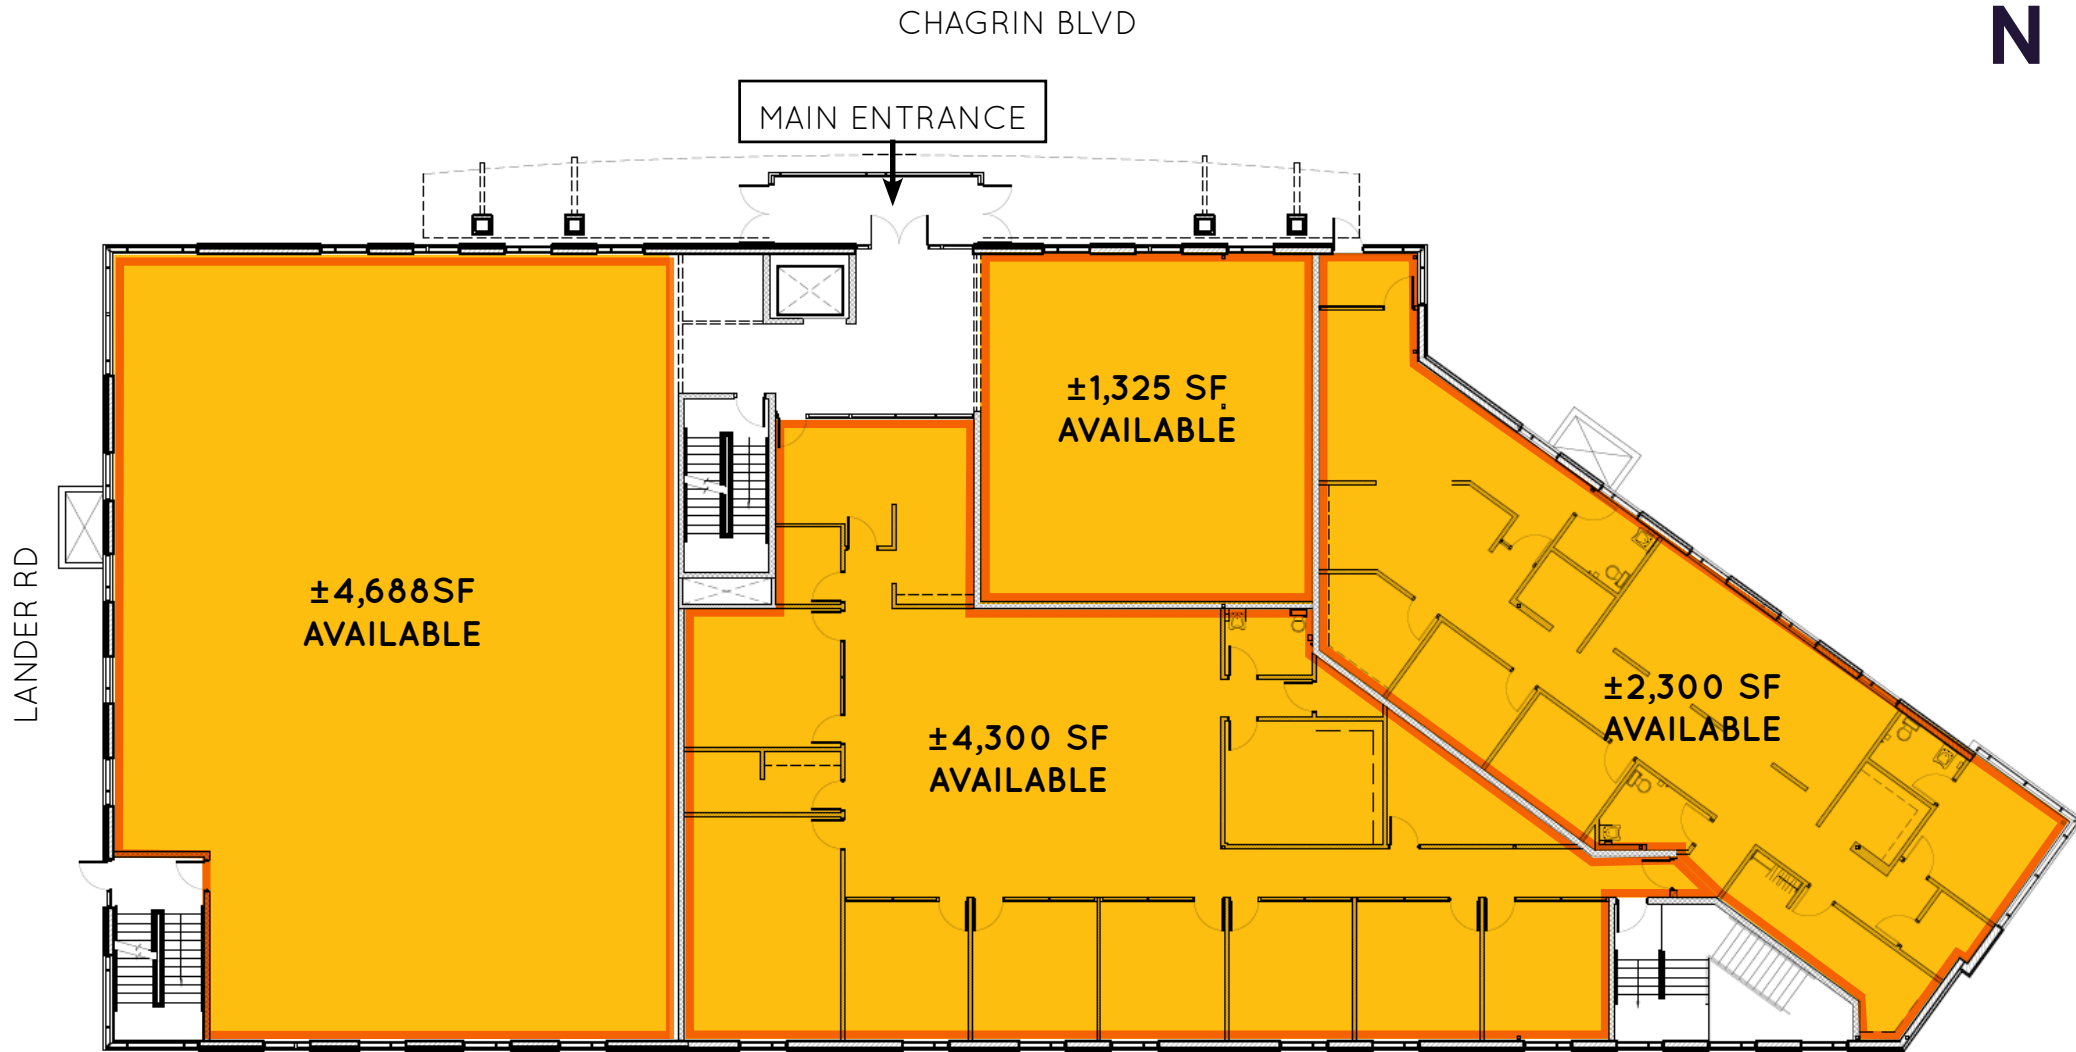 CHAGRIN BLVD
N
MAIN ENTRANCE
±1,325 SF
AVAILABLE
LANDER RD
±4,688SF
AVAILABLE
±2,300 SF
AVAILABLE
±4,300 SF
AVAILABLE